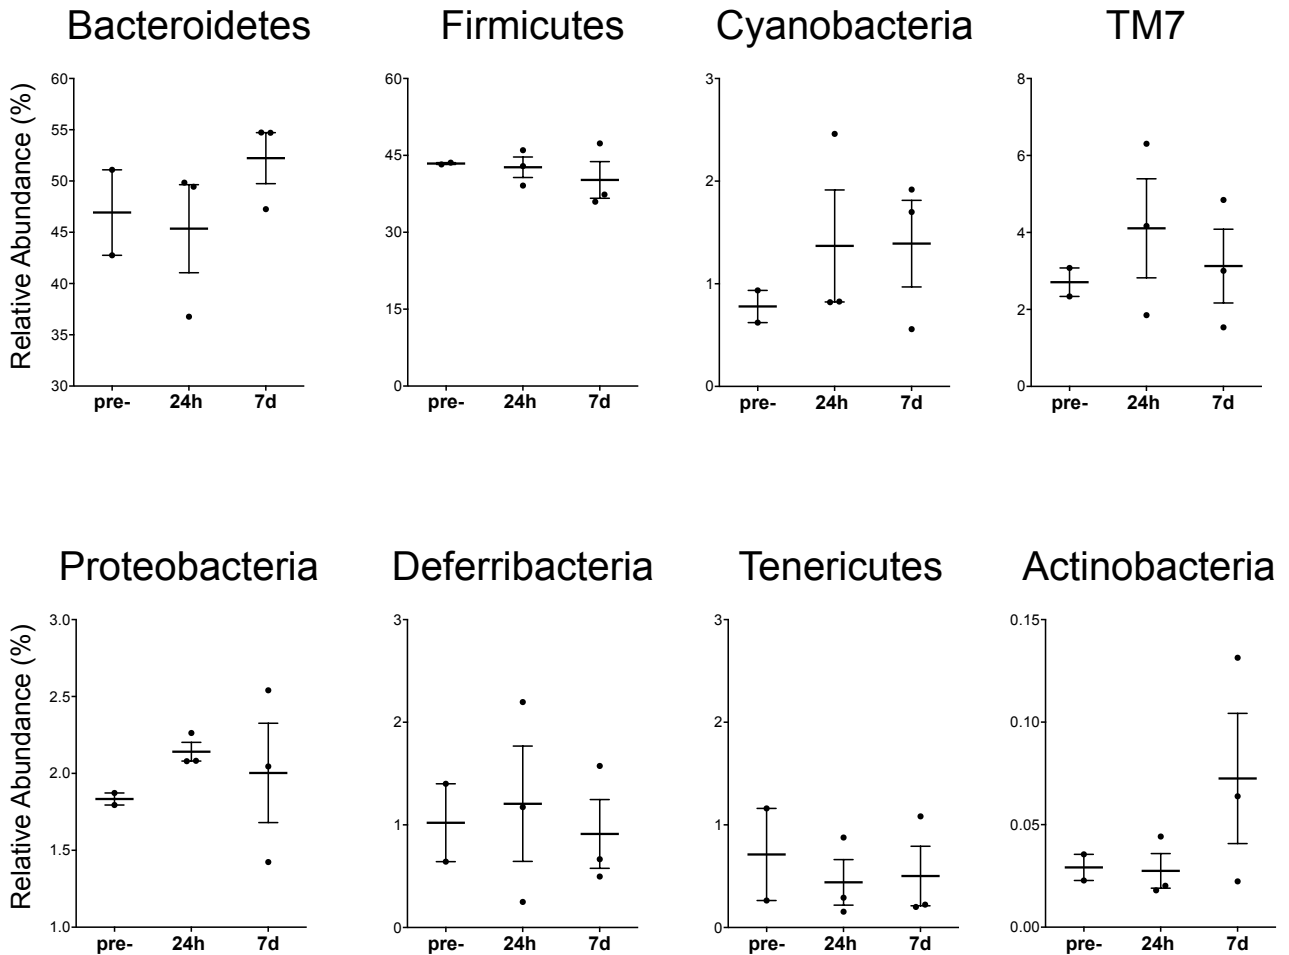 Bacteroidetes
Firmicutes
Cyanobacteria
TM7
Relative Abundance (%)
60
55
50
45
40
35
30
pre- 24h 7d
60
45
30
15
0
pre- 24h 7d
3
2
1
0
pre- 24h 7d
8
6
4
2
0
pre- 24h 7d
Proteobacteria
Deferribacteria
Tenericutes
Actinobacteria
Relative Abundance (%)
3.0
2.5
2.0
1.5
1.0
pre- 24h 7d
3
2
1
0
pre- 24h 7d
3
2
1
0
pre- 24h 7d
0.15
0.10
0.05
0.00
pre- 24h 7d